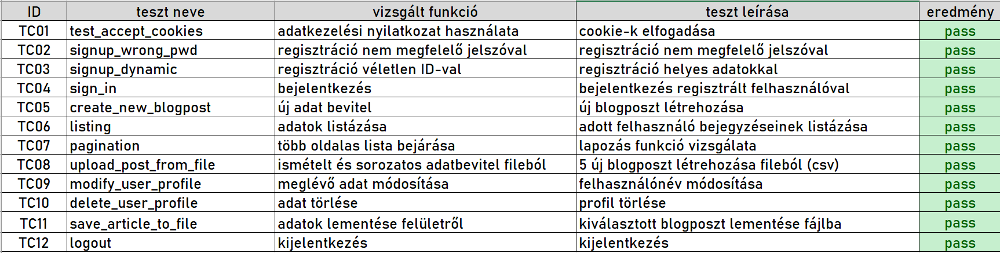 ID teszt neve vizsgált funkció teszt leírása eredmény
TC01 test_accept_cookies adatkezelési nyilatkozat használata cookie-k elfogadása pass
TC02 signup_wrong_pwd regisztráció nem megfelelő jelszóval regisztráció nem megfelelő jelszóval pass
TC03 signup_dynamic regisztráció véletlen ID-val regisztráció helyes adatokkal pass
TC04 sign_in bejelentkezés bejelentkezés regisztrált felhasználóval pass
TC05 create_new_blogpost új adat bevitel új blogposzt létrehozása pass
TC06 listing adatok listázása adott felhasználó bejegyzéseinek listázása pass
TC07 pagination több oldalas lista bejárása lapozás funkció vizsgálata pass
TC08 upload_post_from_file ismételt és sorozatos adatbevitel fileból 5 új blogposzt létrehozása fileból (csv) pass
TC09 modify_user_profile meglévő adat módosítása felhasználónév módosítása pass
TC10 delete_user_profile adat törlése profil törlése pass
TC11 save_article_to_file adatok lementése felületről kiválasztott blogposzt lementése fájlba pass
TC12 logout kijelentkezés kijelentkezés pass